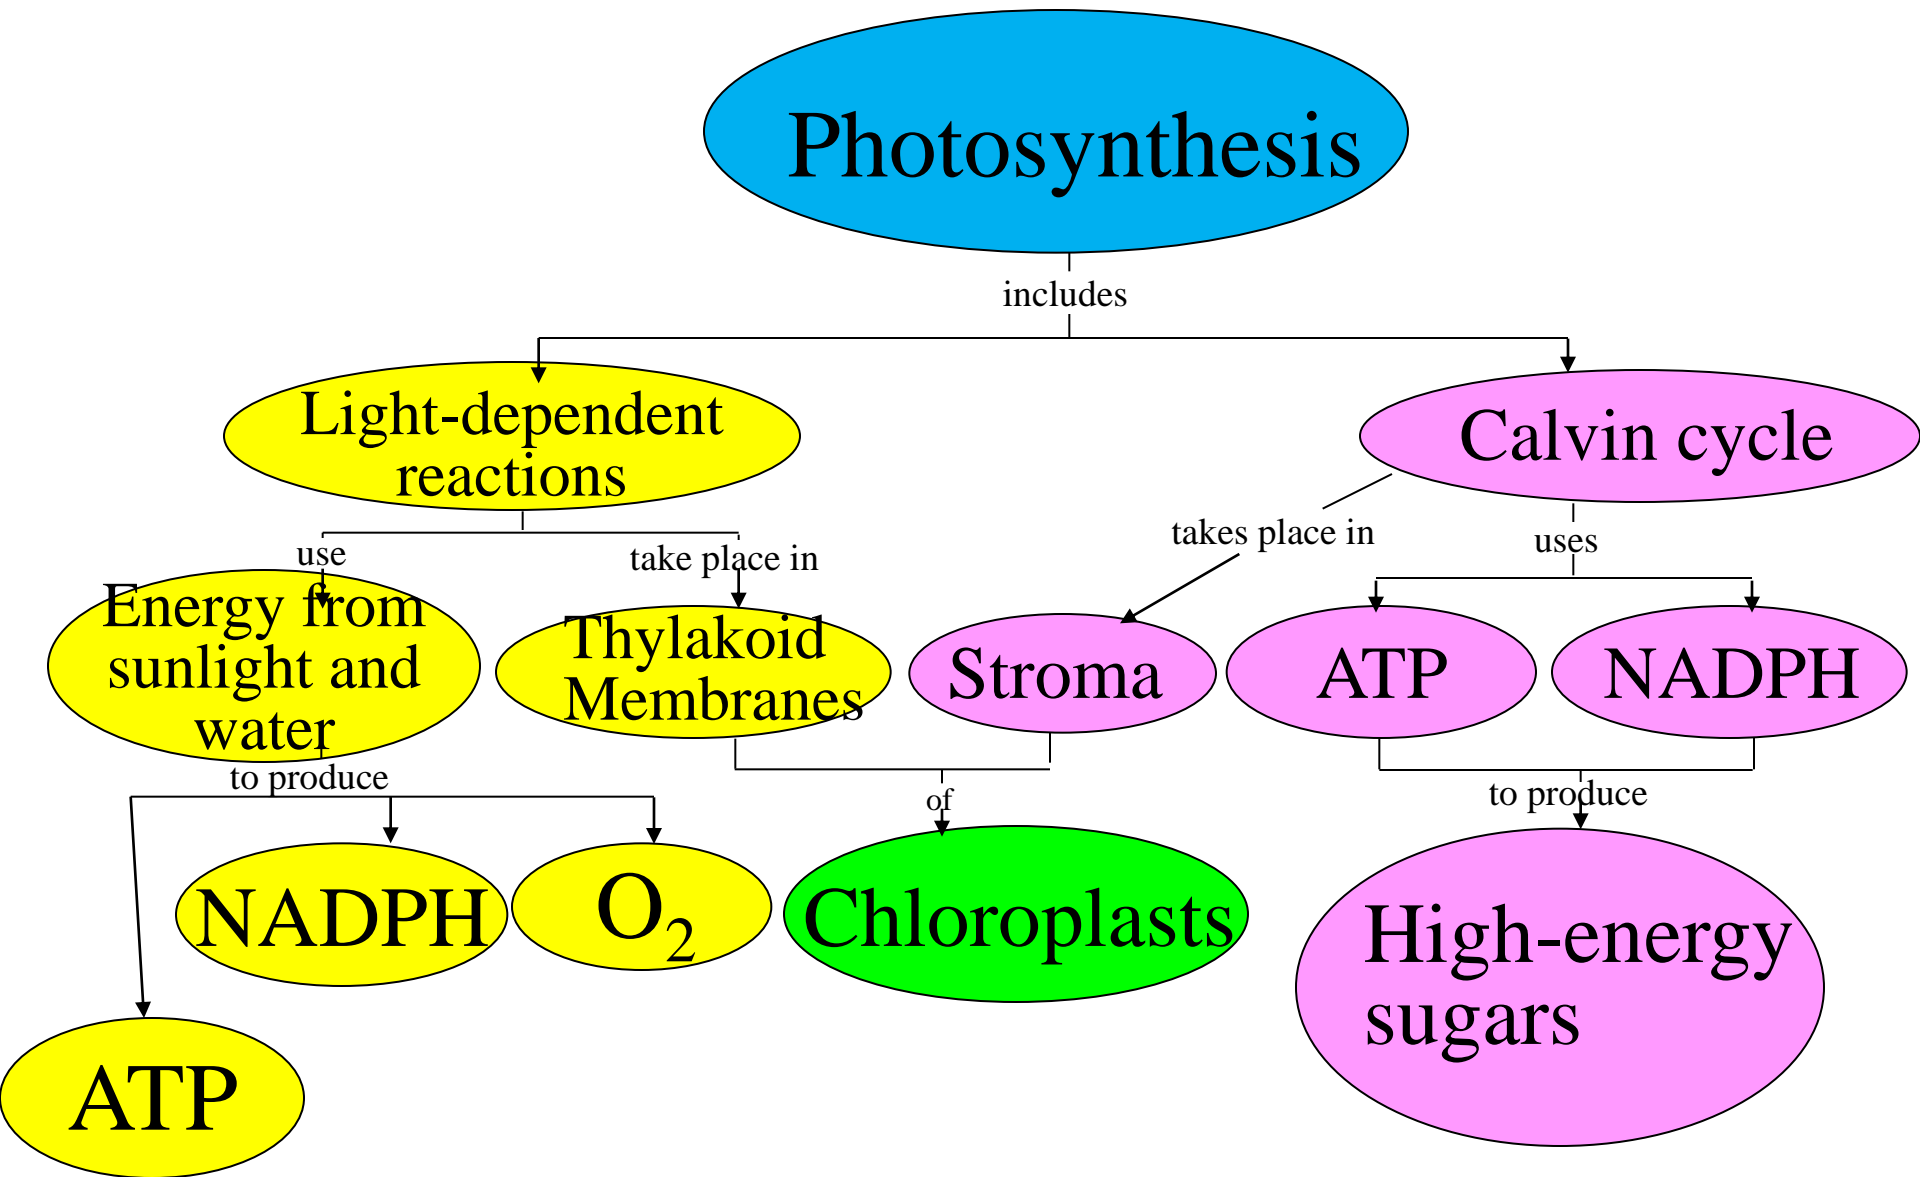 Photosynthesis
includes
Light-dependent
reactions
Calvin cycle
use
take place in
takes place in
uses
Energy from
sunlight and
water
Thylakoid
Membranes
Stroma
ATP
NADPH
to produce
of
to produce
NADPH
O₂
Chloroplasts
High-energy
sugars
ATP